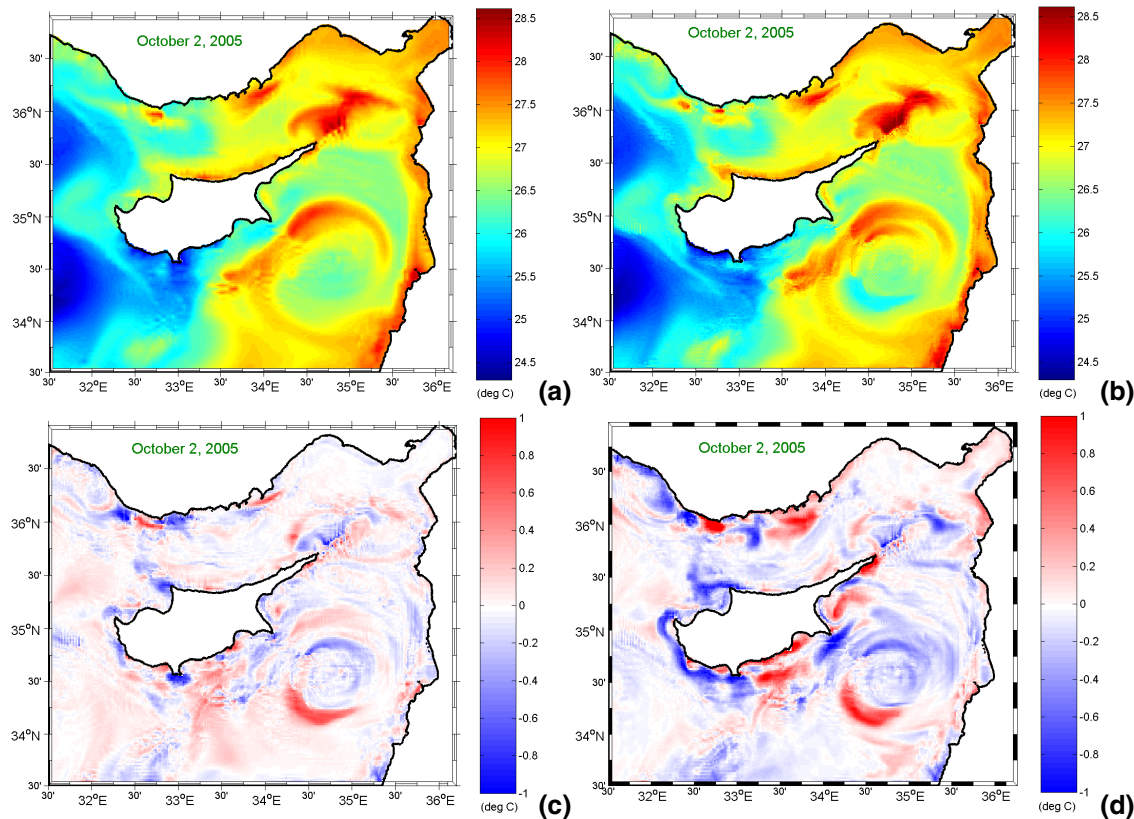 October 2, 2005
30'
36°N
30'
35°N
30'
34°N
30'
30'
32°E
30'
33°E
30'
34°E
30'
35°E
30'
36°E
28.5
28
27.5
27
26.5
26
25.5
25
24.5
(deg C)
(a)
October 2, 2005
30'
36°N
30'
35°N
30'
34°N
30'
30'
32°E
30'
33°E
30'
34°E
30'
35°E
30'
36°E
28.5
28
27.5
27
26.5
26
25.5
25
24.5
(deg C)
(b)
October 2, 2005
30'
36°N
30'
35°N
30'
34°N
30'
30'
32°E
30'
33°E
30'
34°E
30'
35°E
30'
36°E
1
0.8
0.6
0.4
0.2
0
-0.2
-0.4
-0.6
-0.8
-1
(deg C)
(c)
October 2, 2005
30'
36°N
30'
35°N
30'
34°N
30'
30'
32°E
30'
33°E
30'
34°E
30'
35°E
30'
36°E
1
0.8
0.6
0.4
0.2
0
-0.2
-0.4
-0.6
-0.8
-1
(deg C)
(d)